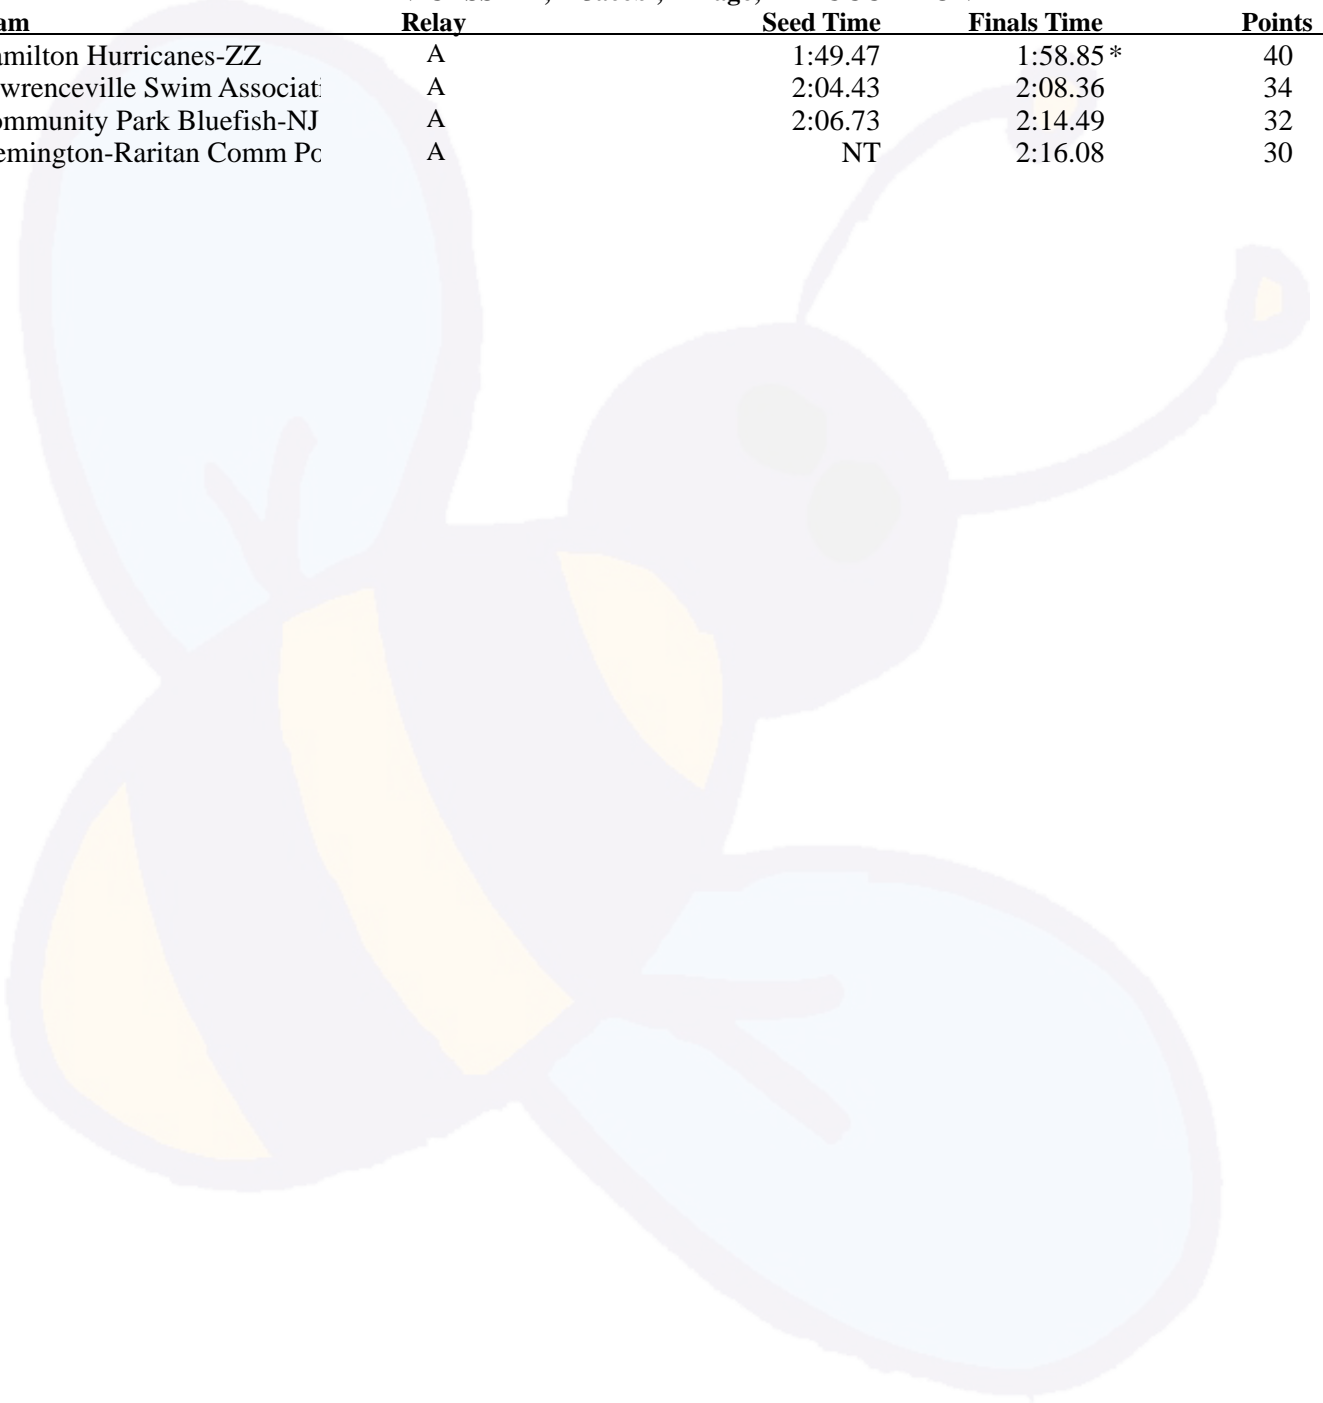 am Relay Seed Time Finals Time Points
amilton Hurricanes-ZZ A 1:49.47 1:58.85 * 40
wrenceville Swim Associati A 2:04.43 2:08.36 34
ommunity Park Bluefish-NJ A 2:06.73 2:14.49 32
emington-Raritan Comm Po A NT 2:16.08 30